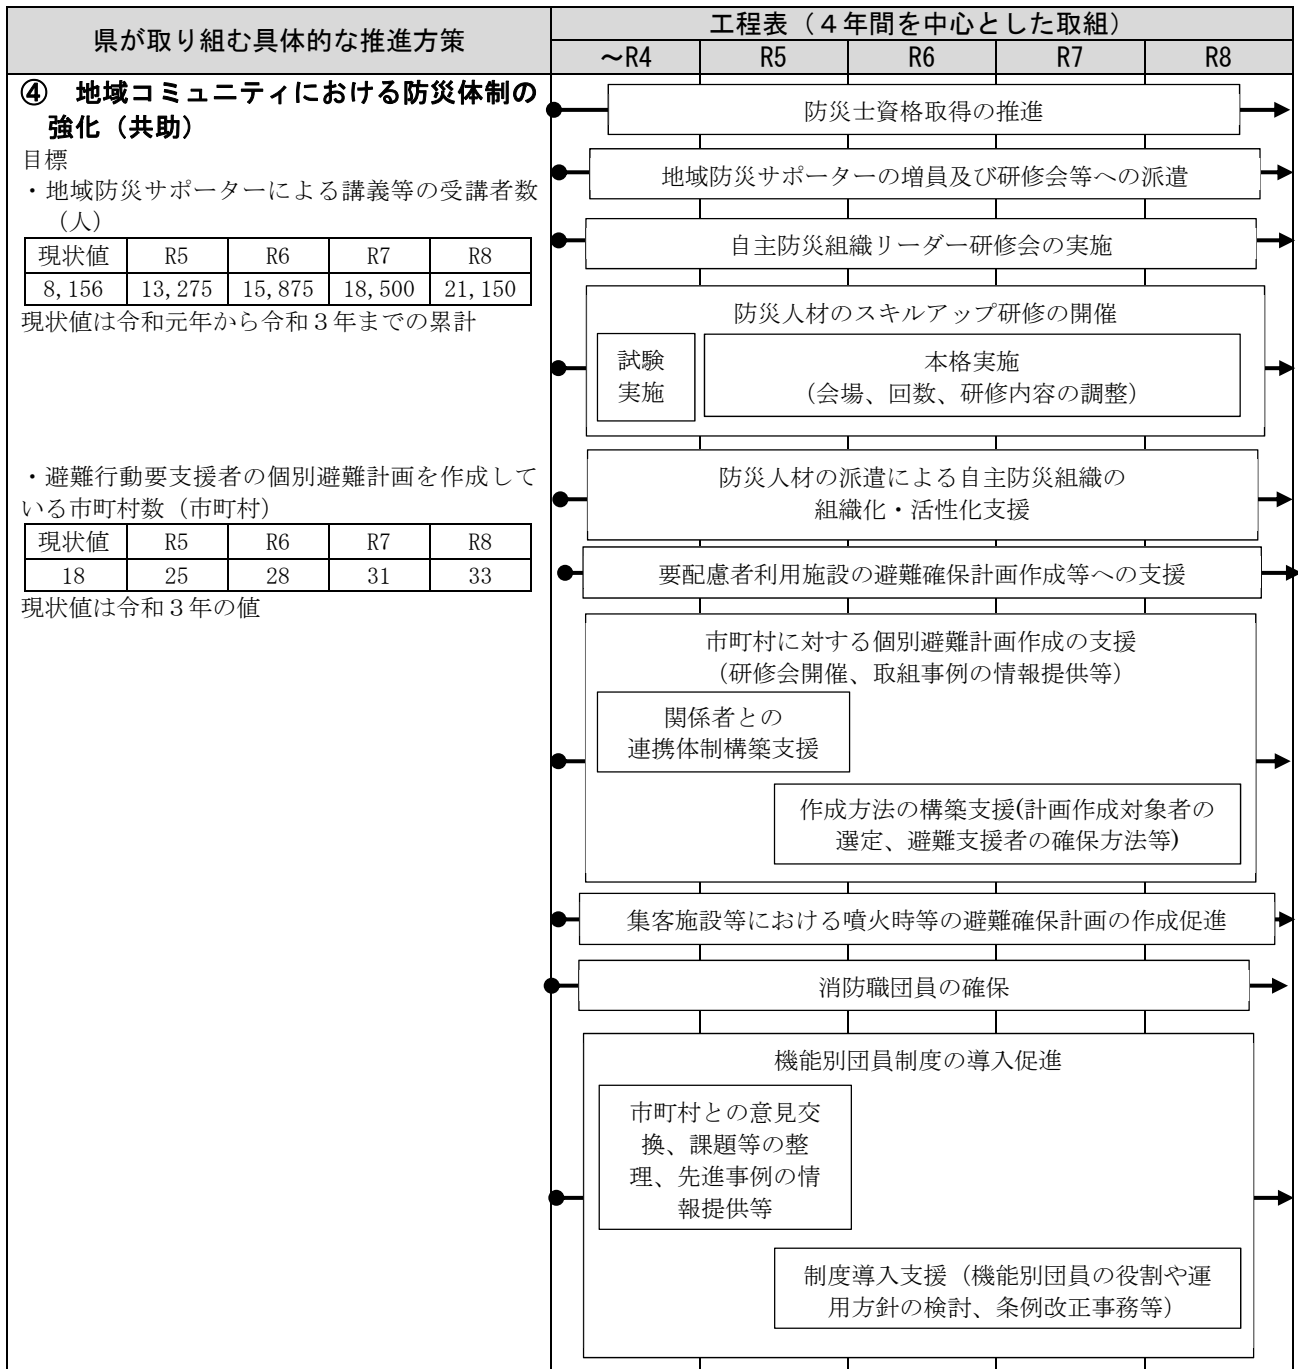 県が取り組む具体的な推進方策
工程表（４年間を中心とした取組）
～R4 R5 R6 R7 R8
④　地域コミュニティにおける防災体制の
強化（共助）
目標
・地域防災サポーターによる講義等の受講者数
（人）
現状値 R5 R6 R7 R8
8,156 13,275 15,875 18,500 21,150
現状値は令和元年から令和３年までの累計
・避難行動要支援者の個別避難計画を作成して
いる市町村数（市町村）
現状値 R5 R6 R7 R8
18 25 28 31 33
現状値は令和３年の値
防災士資格取得の推進
地域防災サポーターの増員及び研修会等への派遣
自主防災組織リーダー研修会の実施
防災人材のスキルアップ研修の開催
試験
実施
本格実施
（会場、回数、研修内容の調整）
防災人材の派遣による自主防災組織の
組織化・活性化支援
要配慮者利用施設の避難確保計画作成等への支援
市町村に対する個別避難計画作成の支援
（研修会開催、取組事例の情報提供等）
関係者との
連携体制構築支援
作成方法の構築支援(計画作成対象者の
選定、避難支援者の確保方法等)
集客施設等における噴火時等の避難確保計画の作成促進
消防職団員の確保
機能別団員制度の導入促進
市町村との意見交
換、課題等の整
理、先進事例の情
報提供等
制度導入支援（機能別団員の役割や運
用方針の検討、条例改正事務等）